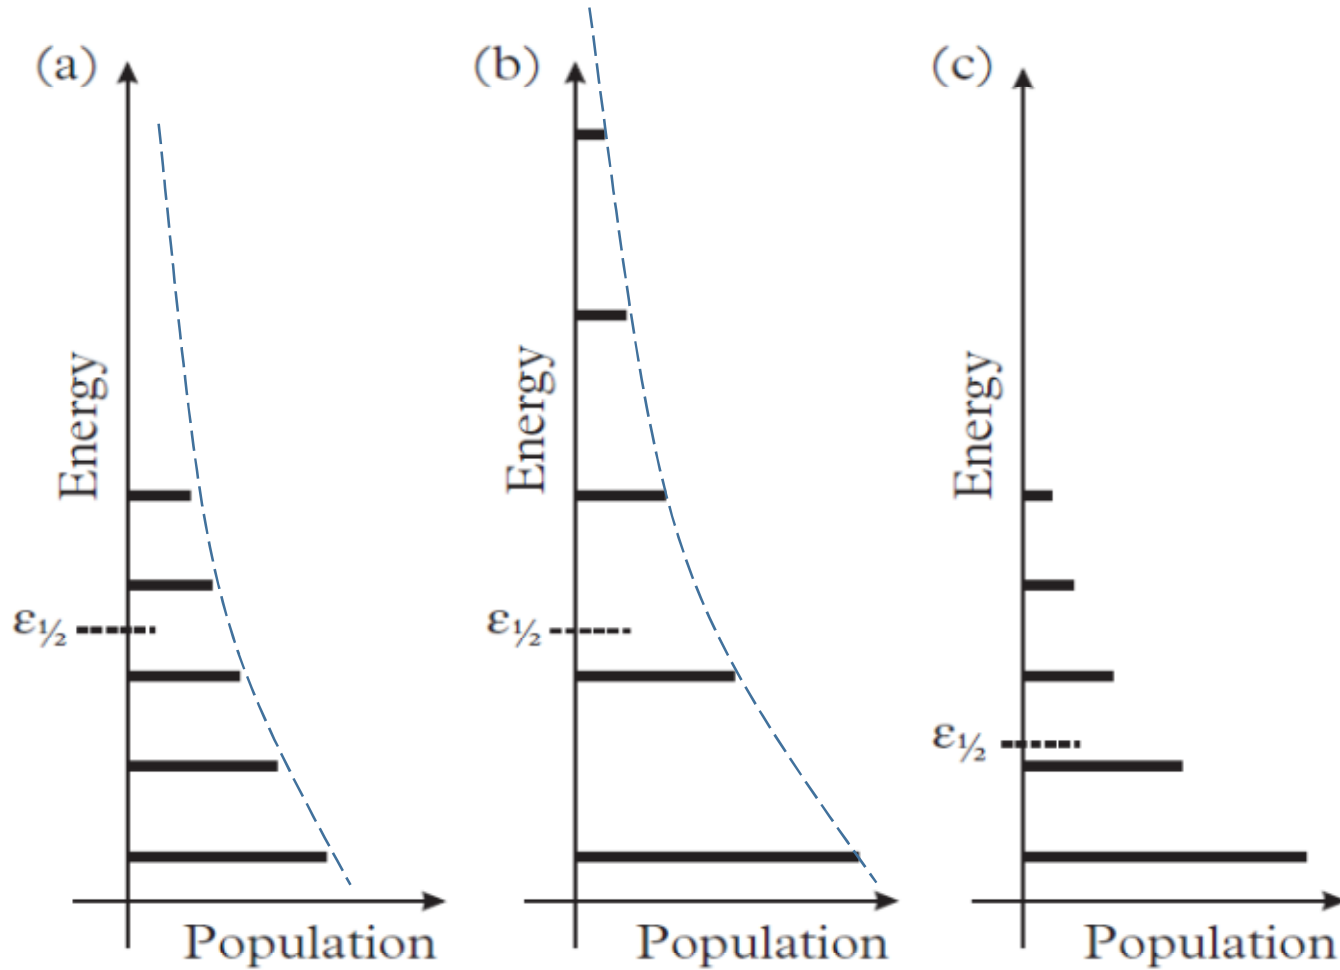 (a)
Energy
ε½
Population
(b)
Energy
ε½
Population
(c)
Energy
ε½
Population